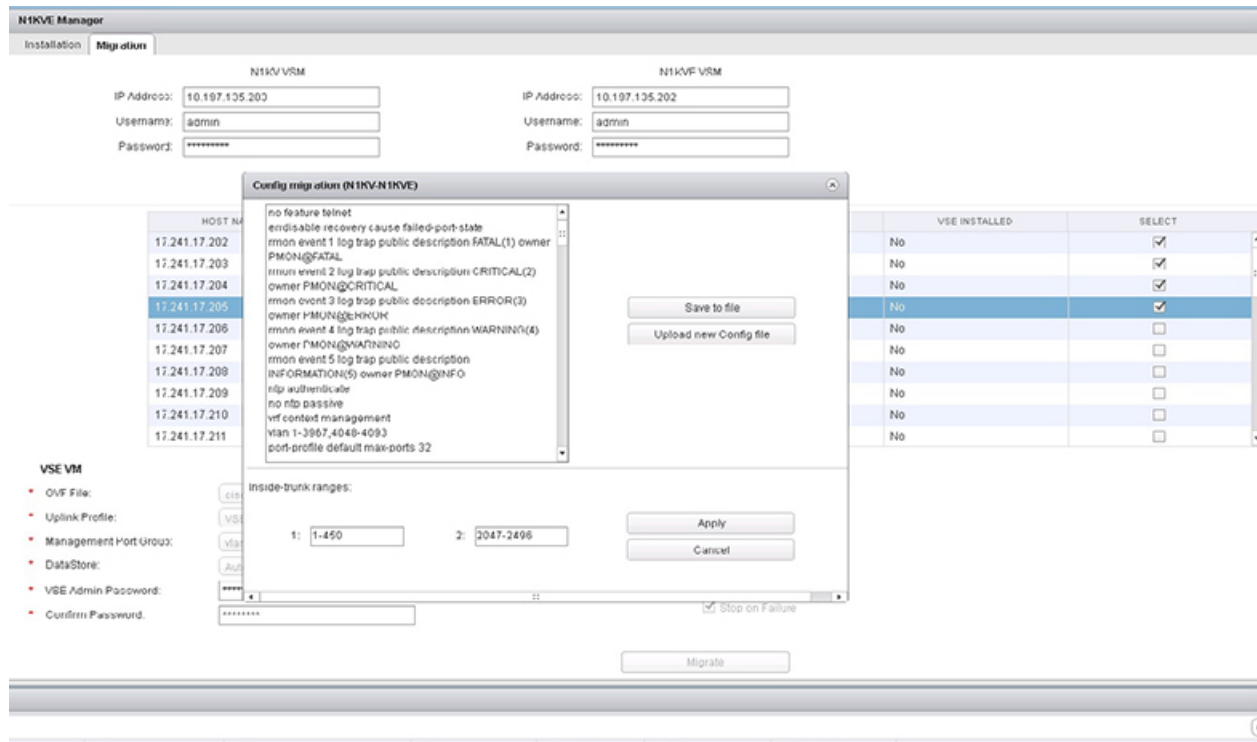 N1KVE Manager
Installation Migration
N1KV VSM N1KVE VSM
IP Address: 10.197.135.203 IP Address: 10.197.135.202
Username: admin Username: admin
Password: ********* Password: *********
Config migration (N1KV-N1KVE)
no feature telnet
errdisable recovery cause failed-port-state
rmon event 1 log trap public description FATAL(1) owner
PMON@FATAL
rmon event 2 log trap public description CRITICAL(2)
owner PMON@CRITICAL
rmon event 3 log trap public description ERROR(3)
owner PMON@ERROR
rmon event 4 log trap public description WARNING(4)
owner PMON@WARNING
rmon event 5 log trap public description
INFORMATION(5) owner PMON@INFO
ntp authenticate
no ntp passive
vrf context management
vlan 1-3967,4048-4093
port-profile default max-ports 32
Save to file
Upload new Config file
Inside-trunk ranges:
1: 1-450 2: 2047-2496
Apply
Cancel
HOST VSE INSTALLED SELECT
17.241.17.202 No
17.241.17.203 No
17.241.17.204 No
17.241.17.205 No
17.241.17.206 No
17.241.17.207 No
17.241.17.208 No
17.241.17.209 No
17.241.17.210 No
17.241.17.211 No
VSE VM
* OVF File:
* Uplink Profile:
* Management Port Group:
* DataStore:
* VSE Admin Password:
* Confirm Password: ********
Stop on Failure
Migrate